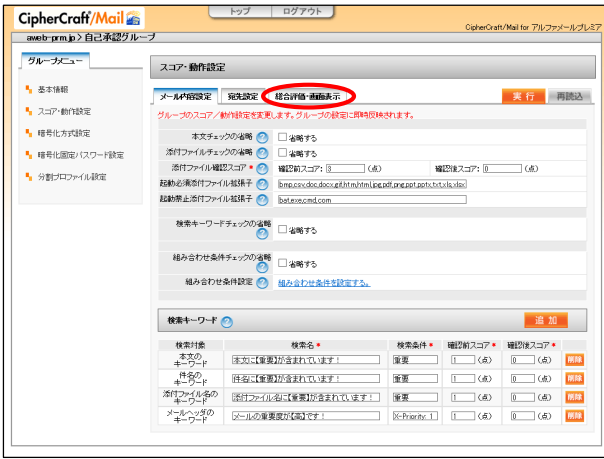 CipherCraft/Mail
トップ ログアウト
CipherCraft/Mail for アルファメールプレミア
aweb-prm.jp > 自己承認グループ
グループメニュー
基本情報
スコア・動作設定
暗号化方式設定
暗号化固定パスワード設定
分割プロファイル設定
スコア・動作設定
メール内容設定 宛先設定 総合評価・画面表示 実 行 再読込
グループのスコア／動作設定を変更します。グループの設定に即時反映されます。
本文チェックの省略 ? 省略する
添付ファイルチェックの省略 ? 省略する
添付ファイル確認スコア * ? 確認前スコア: 3 (点) 確認後スコア: 0 (点)
起動必須添付ファイル拡張子 ? bmp,csv,doc,docx,gif,htm,html,jpg,pdf,png,ppt,pptx,txt,xls,xlsx
起動禁止添付ファイル拡張子 ? bat,exe,cmd,com
検索キーワードチェックの省略 ? 省略する
組み合わせ条件チェックの省略 ? 省略する
組み合わせ条件設定 ? 組み合わせ条件を設定する。
検索キーワード ? 追 加
検索対象 検索名 * 検索条件 * 確認前スコア * 確認後スコア *
本文の
キーワード 本文に【重要】が含まれています！ 重要 1 (点) 0 (点) 削除
件名の
キーワード 件名に【重要】が含まれています！ 重要 1 (点) 0 (点) 削除
添付ファイル名の
キーワード 添付ファイル名に【重要】が含まれています！ 重要 1 (点) 0 (点) 削除
メールヘッダの
キーワード メールの重要度が【高】です！ X-Priority: 1 1 (点) 0 (点) 削除